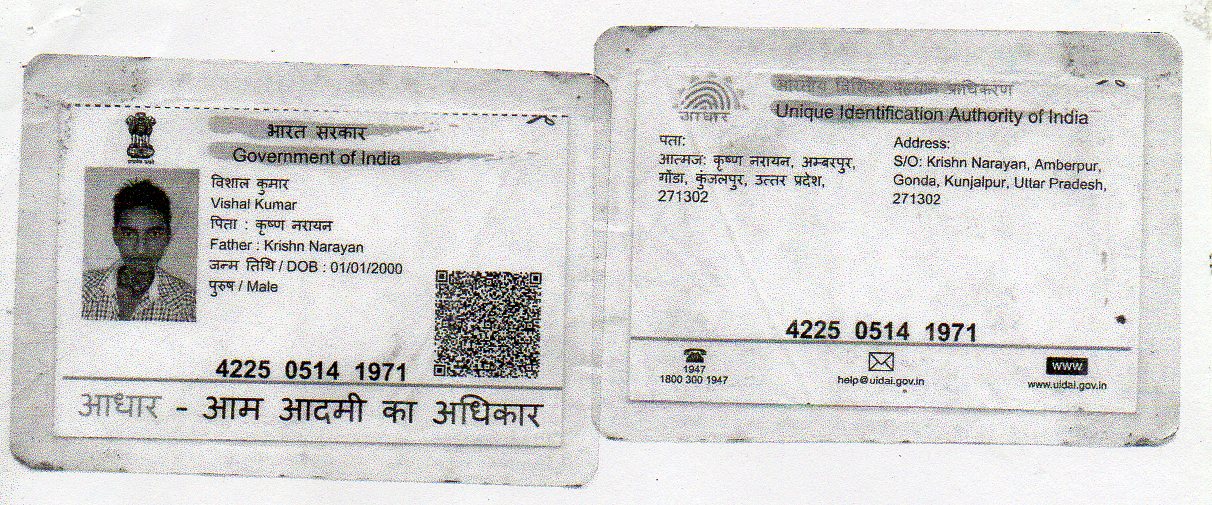 भारत सरकार
Government of India
विशाल कुमार
Vishal Kumar
पिता : कृष्ण नरायन
Father : Krishn Narayan
जन्म तिथि / DOB : 01/01/2000
पुरुष / Male
4225 0514 1971
आधार - आम आदमी का अधिकार
आधार
भारतीय विशिष्ट पहचान प्राधिकरण
Unique Identification Authority of India
पता:
आत्मज: कृष्ण नरायन, अम्बरपुर,
गोंडा, कुंजलपुर, उत्तर प्रदेश,
271302
Address:
S/O: Krishn Narayan, Amberpur,
Gonda, Kunjalpur, Uttar Pradesh,
271302
4225 0514 1971
1947
1800 300 1947
help@uidai.gov.in
www
www.uidai.gov.in